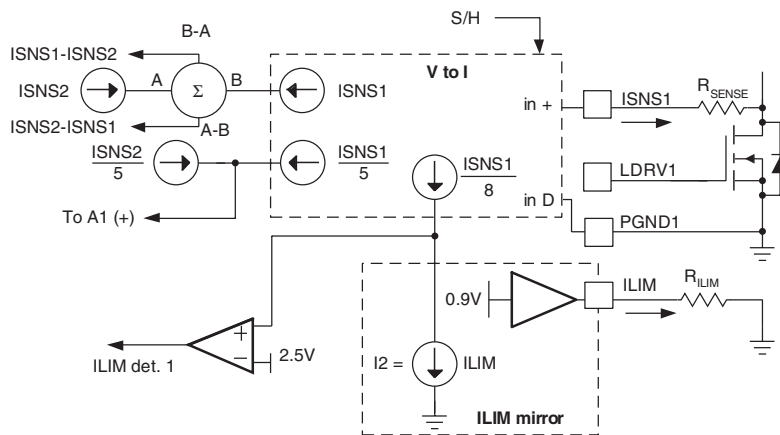 S/H
B-A
ISNS1-ISNS2
A
B
Σ
ISNS2
ISNS1
ISNS2-ISNS1
A-B
V to I
in +
ISNS1
RSENSE
ISNS2
5
ISNS1
5
ISNS1
8
LDRV1
in D
PGND1
To A1 (+)
ILIM
RILIM
0.9V
+
−
2.5V
ILIM det. 1
I2 =
ILIM
ILIM mirror